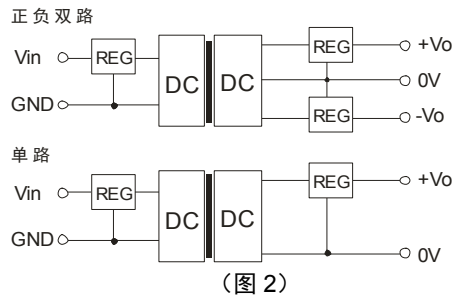 正负双路
Vin REG REG +Vo
DC DC 0V
GND REG -Vo
单路
Vin REG REG +Vo
DC DC
GND 0V
（图2）